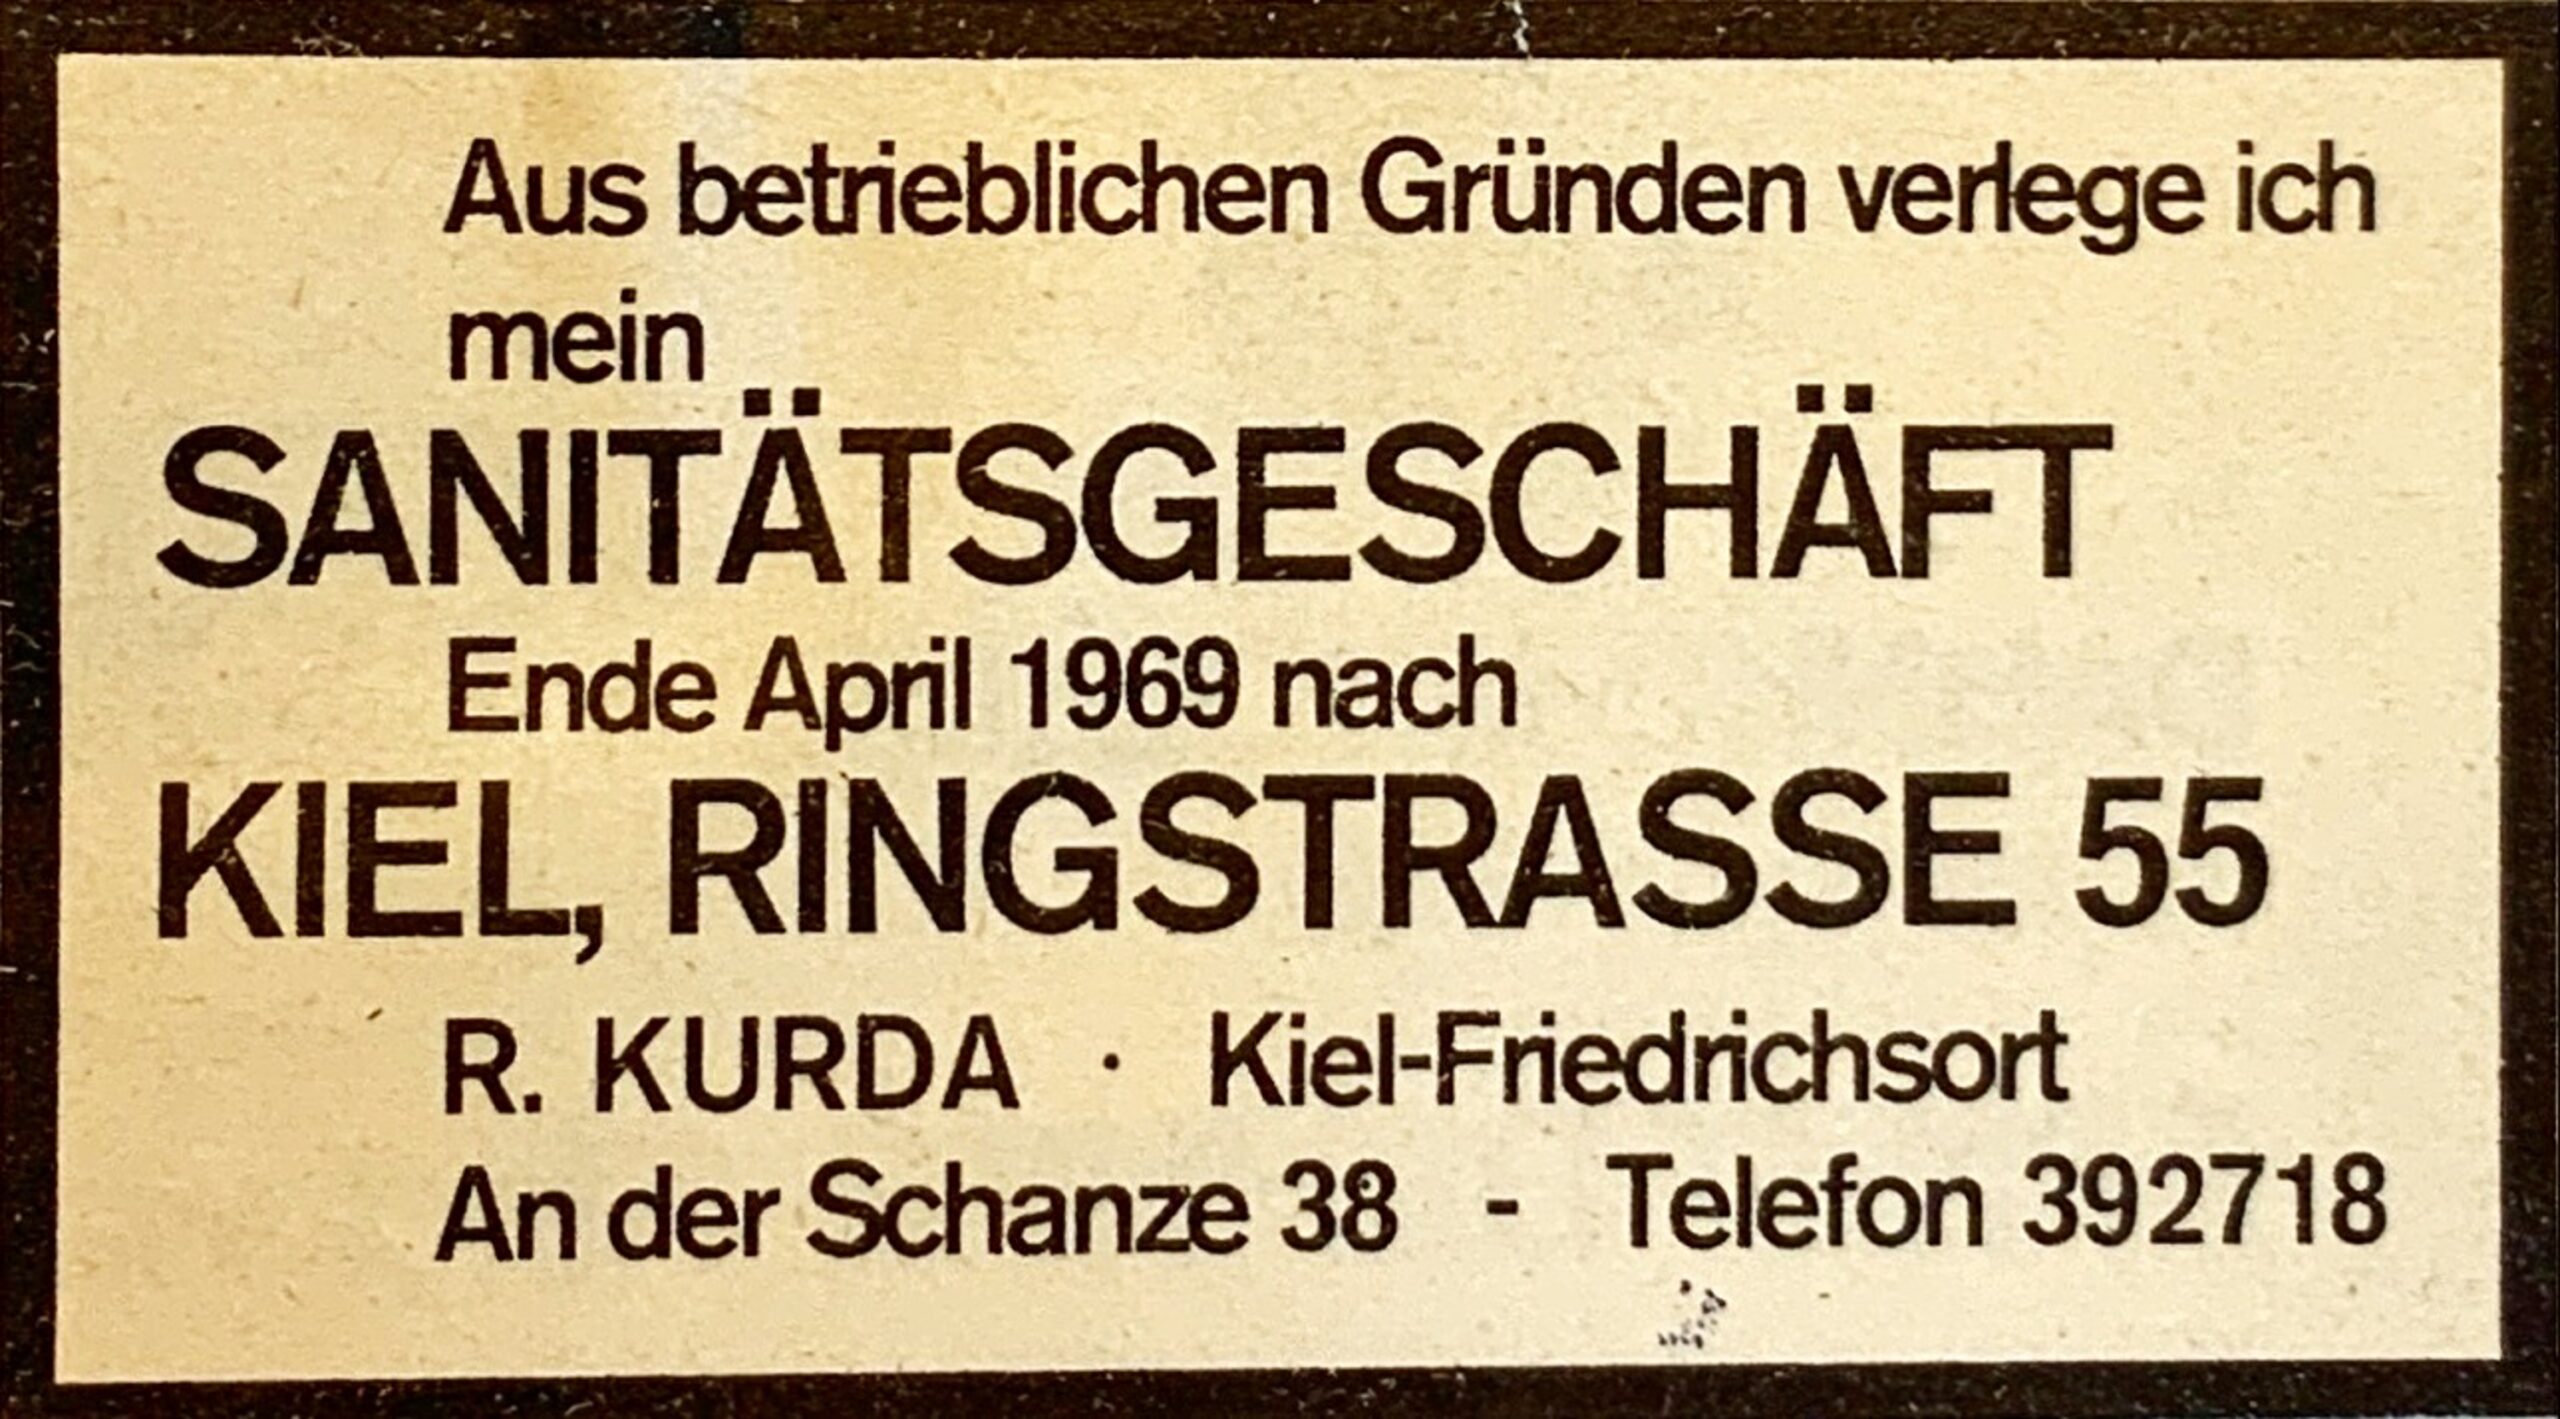 Aus betrieblichen Gründen verlege ich
mein
SANITÄTSGESCHÄFT
Ende April 1969 nach
KIEL, RINGSTRASSE 55
R. KURDA · Kiel-Friedrichsort
An der Schanze 38 - Telefon 392718